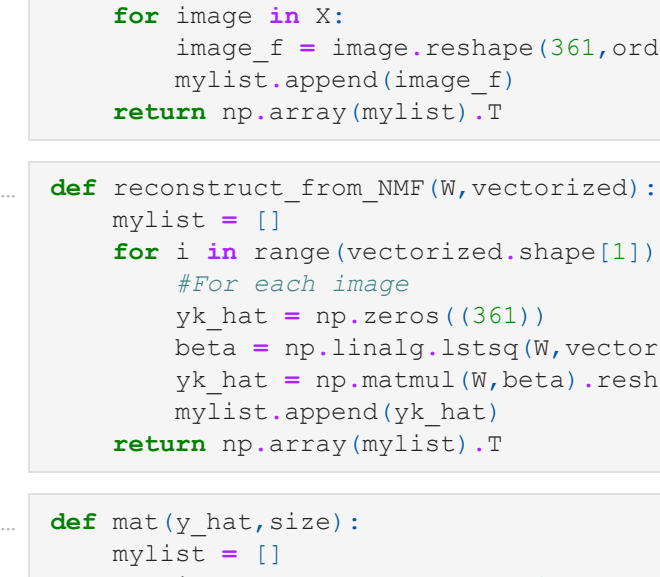 for image in X:
image_f = image.reshape(361,ord
mylist.append(image_f)
return np.array(mylist).T
... def reconstruct_from_NMF(W,vectorized):
mylist = []
for i in range(vectorized.shape[1])
#For each image
yk_hat = np.zeros((361))
beta = np.linalg.lstsq(W,vector
yk_hat = np.matmul(W,beta).resh
mylist.append(yk_hat)
return np.array(mylist).T
... def mat(y_hat,size):
mylist = []